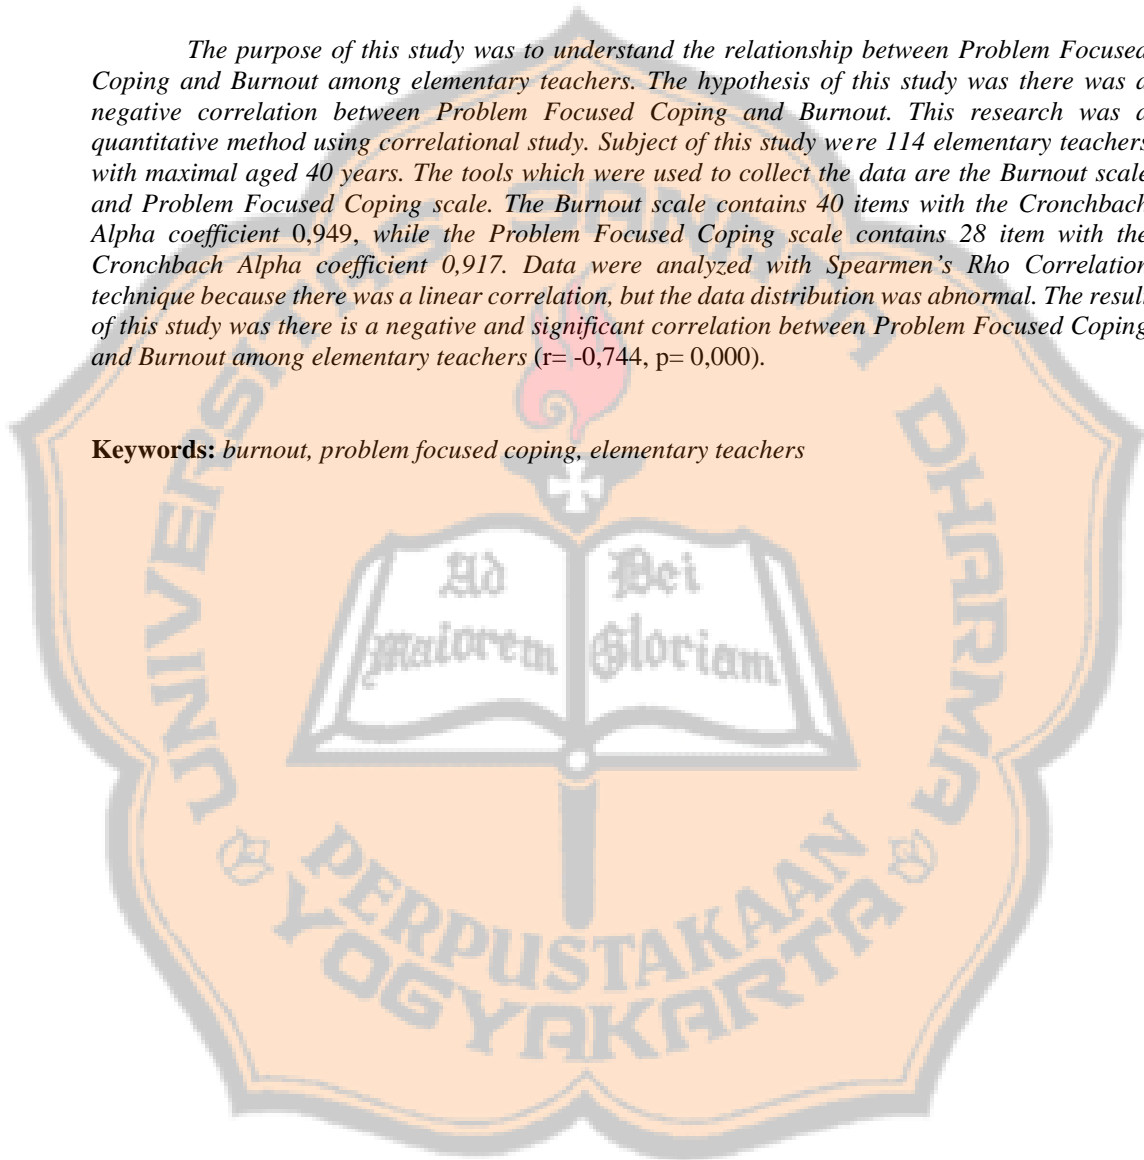 The purpose of this study was to understand the relationship between Problem Focused
Coping and Burnout among elementary teachers. The hypothesis of this study was there was a
negative correlation between Problem Focused Coping and Burnout. This research was a
quantitative method using correlational study. Subject of this study were 114 elementary teachers
with maximal aged 40 years. The tools which were used to collect the data are the Burnout scale
and Problem Focused Coping scale. The Burnout scale contains 40 items with the Cronchbach
Alpha coefficient 0,949, while the Problem Focused Coping scale contains 28 item with the
Cronchbach Alpha coefficient 0,917. Data were analyzed with Spearmen's Rho Correlation
technique because there was a linear correlation, but the data distribution was abnormal. The result
of this study was there is a negative and significant correlation between Problem Focused Coping
and Burnout among elementary teachers (r= -0,744, p= 0,000).
Keywords: burnout, problem focused coping, elementary teachers
UNIVERSITAS SANATA DHARMA
Ad Dei
Maiorem Gloriam
PERPUSTAKAAN
YOGYAKARTA